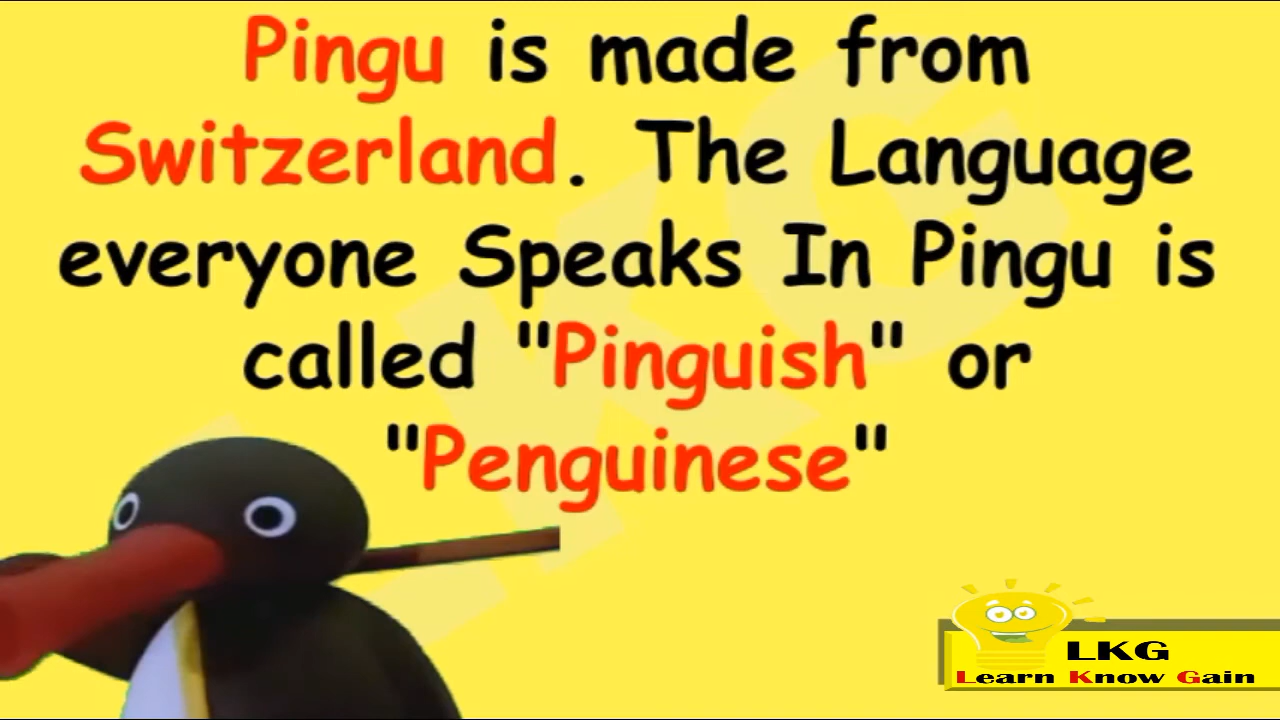 Pingu is made from
Switzerland. The Language
everyone Speaks In Pingu is
called "Pinguish" or
"Penguinese"
LKG
Learn Know Gain